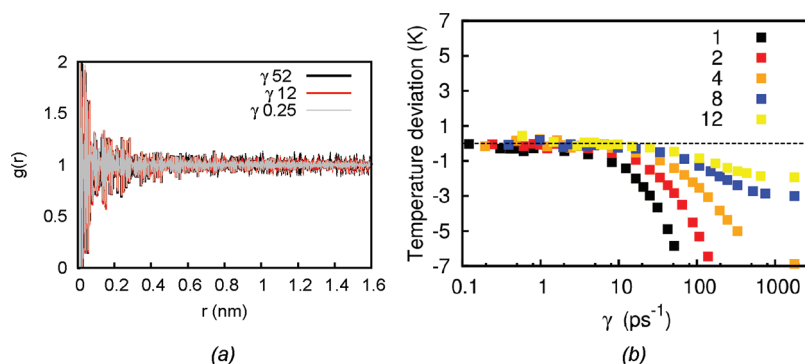 2
γ 52
γ 12
γ 0.25
1.5
g(r)
1
0.5
0
0 0.2 0.4 0.6 0.8 1 1.2 1.4 1.6
r (nm)
(a)
Temperature deviation (K)
7
5
3
1
-1
-3
-5
-7
1
2
4
8
12
0.1 1 10 100 1000
γ (ps⁻¹)
(b)